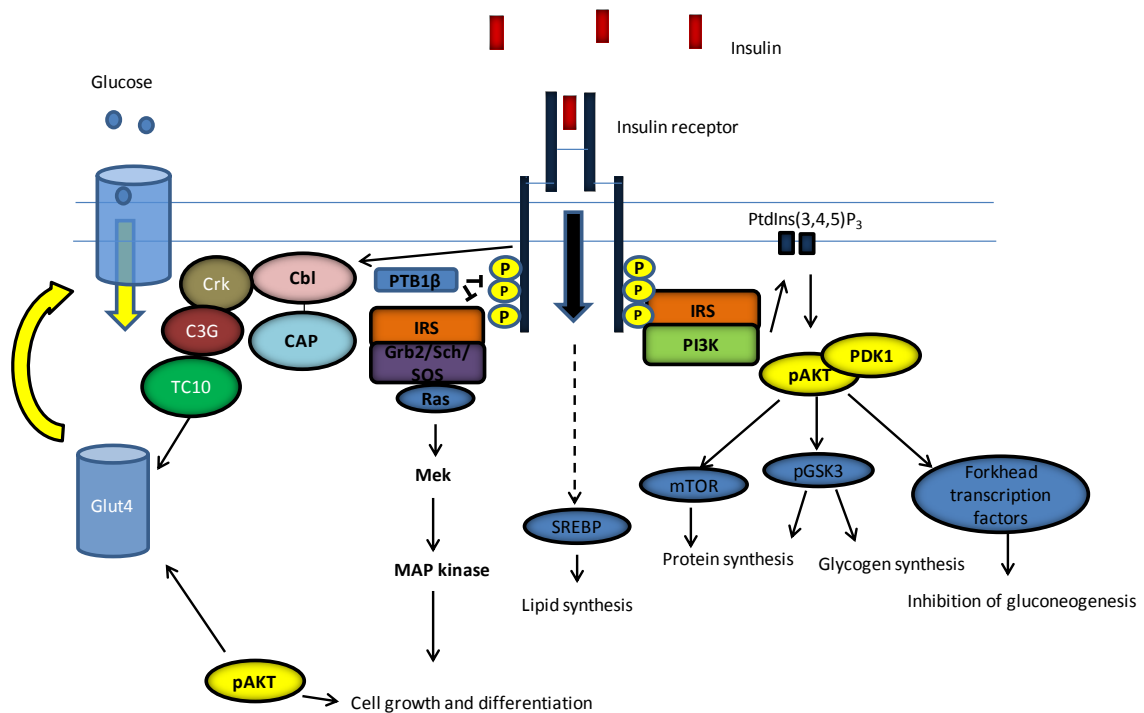 Insulin
Glucose
Insulin receptor
PtdIns(3,4,5)P3
Crk
Cbl
PTB1β
P
P
P
P
P
P
C3G
CAP
IRS
Grb2/Sch/
SOS
Ras
IRS
PI3K
PDK1
pAKT
TC10
Glut4
Mek
MAP kinase
SREBP
Lipid synthesis
mTOR
pGSK3
Forkhead
transcription
factors
Protein synthesis
Glycogen synthesis
Inhibition of gluconeogenesis
pAKT
Cell growth and differentiation